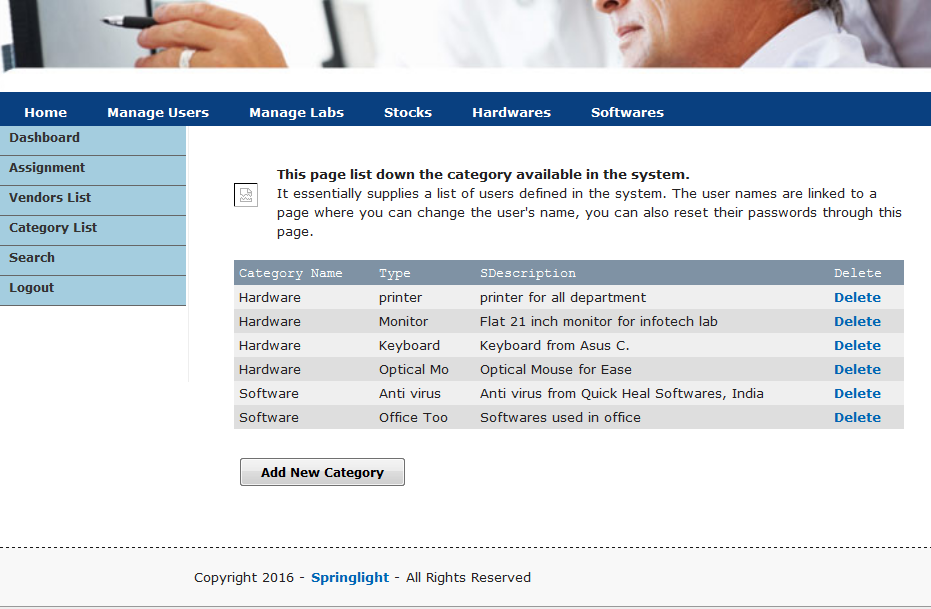 Home Manage Users Manage Labs Stocks Hardwares Softwares
Dashboard
Assignment
Vendors List
Category List
Search
Logout
This page list down the category available in the system.
It essentially supplies a list of users defined in the system. The user names are linked to a
page where you can change the user's name, you can also reset their passwords through this
page.
Category Name Type SDescription Delete
Hardware printer printer for all department Delete
Hardware Monitor Flat 21 inch monitor for infotech lab Delete
Hardware Keyboard Keyboard from Asus C. Delete
Hardware Optical Mo Optical Mouse for Ease Delete
Software Anti virus Anti virus from Quick Heal Softwares, India Delete
Software Office Too Softwares used in office Delete
Add New Category
Copyright 2016 - Springlight - All Rights Reserved